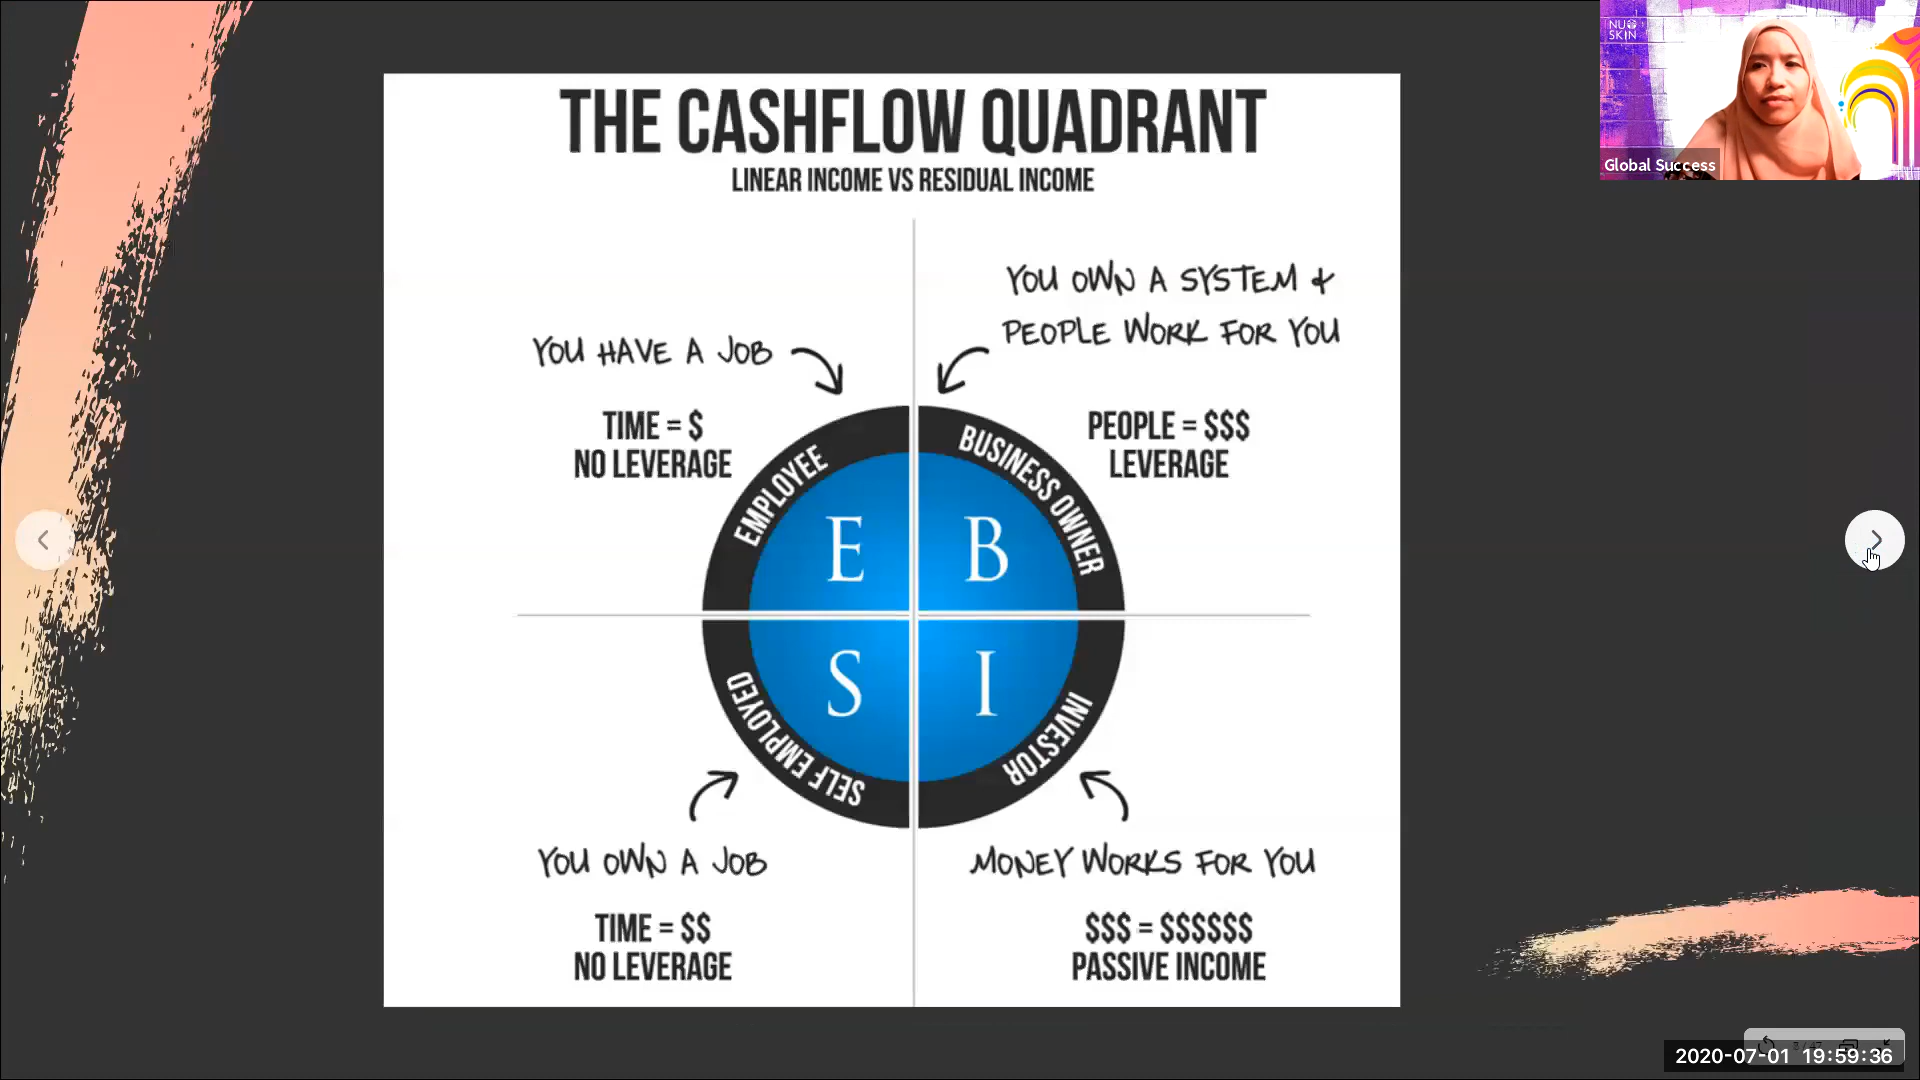 THE CASHFLOW QUADRANT
LINEAR INCOME VS RESIDUAL INCOME
YOU HAVE A JOB
TIME = $
NO LEVERAGE
YOU OWN A SYSTEM &
PEOPLE WORK FOR YOU
PEOPLE = $$$
LEVERAGE
EMPLOYEE
BUSINESS OWNER
E
B
S
I
SELF EMPLOYED
INVESTOR
YOU OWN A JOB
TIME = $$
NO LEVERAGE
MONEY WORKS FOR YOU
$$$ = $$$$$$
PASSIVE INCOME
NU
SKIN
Global Success
2020-07-01 19:59:36